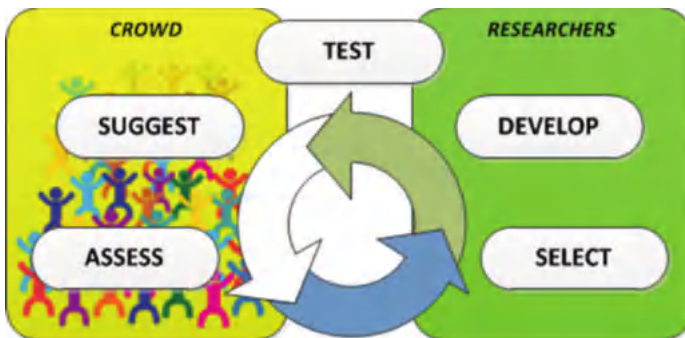 CROWD
TEST
RESEARCHERS
SUGGEST
DEVELOP
ASSESS
SELECT